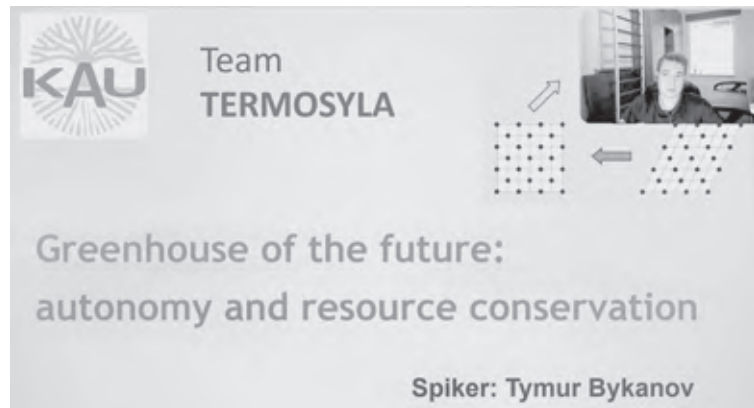 KAU
Team
TERMOSYLA
Greenhouse of the future:
autonomy and resource conservation
Spiker: Tymur Bykanov